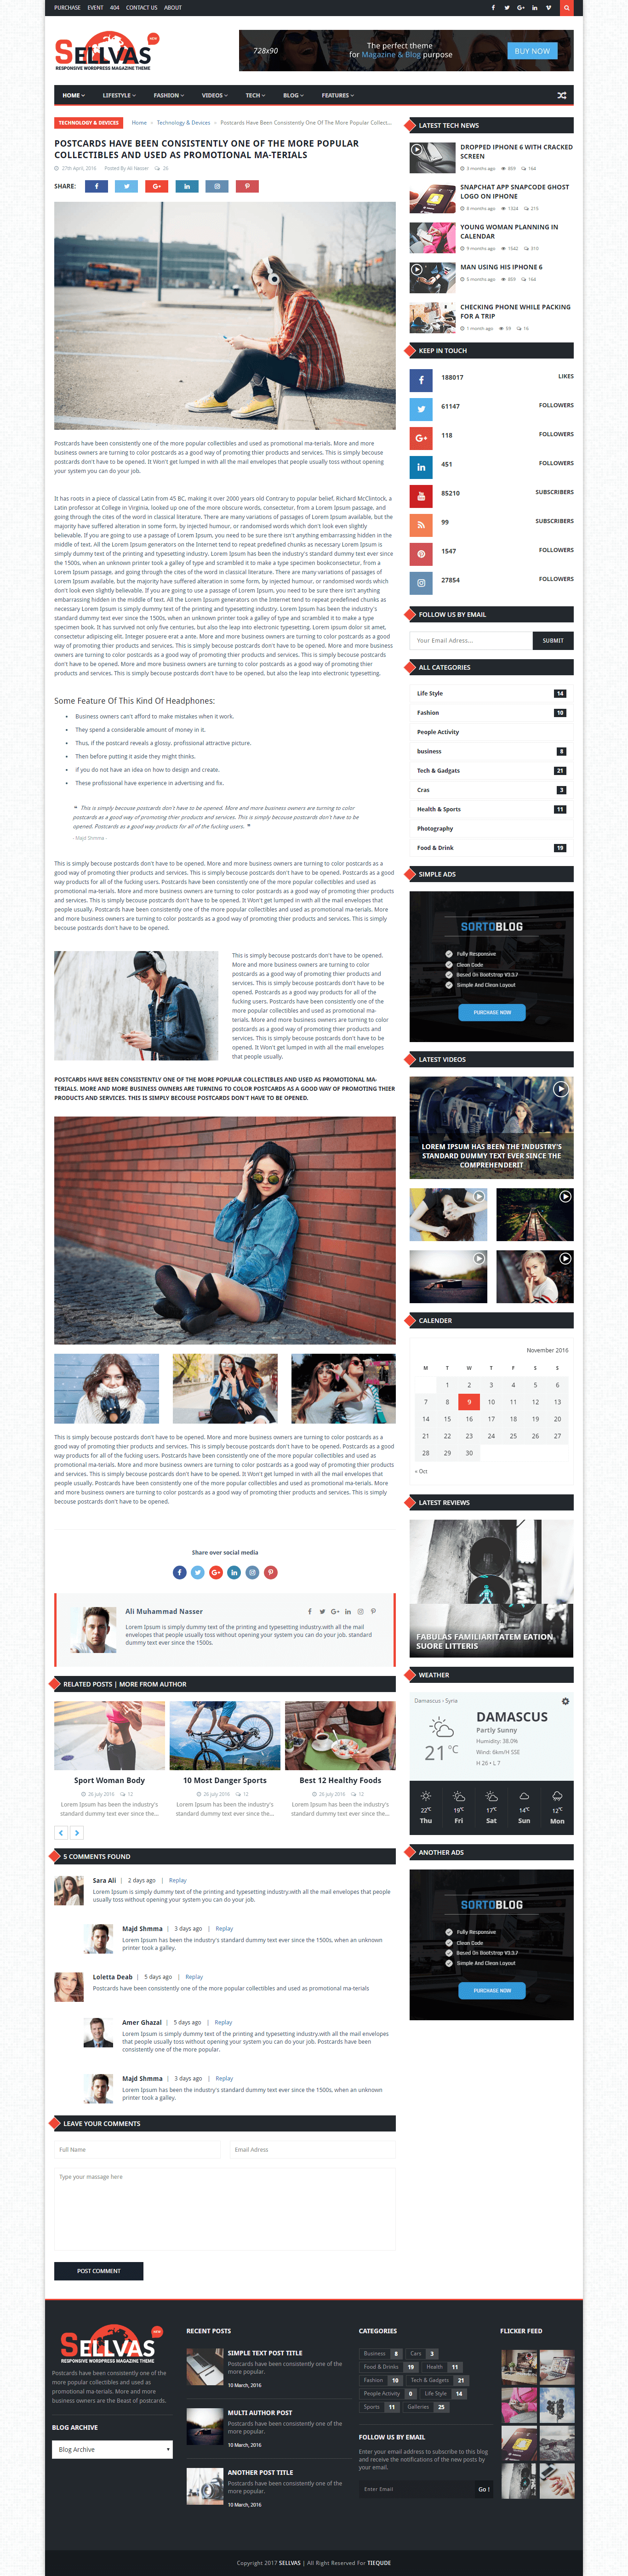 PURCHASE EVENT 404 CONTACT US ABOUT
SELLVAS
NEW
RESPONSIVE WORDPRESS MAGAZINE THEME
728x90
The perfect theme
for Magazine & Blog purpose
BUY NOW
HOME LIFESTYLE FASHION VIDEOS TECH BLOG FEATURES
TECHNOLOGY & DEVICES Home Technology & Devices Postcards Have Been Consistently One Of The More Popular Collect...
POSTCARDS HAVE BEEN CONSISTENTLY ONE OF THE MORE POPULAR
COLLECTIBLES AND USED AS PROMOTIONAL MA-TERIALS
27th April, 2016 Posted By Ali Nasser 26
SHARE:
Postcards have been consistently one of the more popular collectibles and used as promotional ma-terials. More and more
business owners are turning to color postcards as a good way of promoting thier products and services. This is simply becouse
postcards don't have to be opened. It Won't get lumped in with all the mail envelopes that people usually toss without opening
your system you can do your job.
It has roots in a piece of classical Latin from 45 BC, making it over 2000 years old Contrary to popular belief. Richard McClintock, a
Latin professor at College in Virginia, looked up one of the more obscure words, consectetur, from a Lorem Ipsum passage, and
going through the cites of the word in classical literature. There are many variations of passages of Lorem Ipsum available, but the
majority have suffered alteration in some form, by injected humour, or randomised words which don't look even slightly
believable. If you are going to use a passage of Lorem Ipsum, you need to be sure there isn't anything embarrassing hidden in the
middle of text. All the Lorem Ipsum generators on the Internet tend to repeat predefined chunks as necessary Lorem Ipsum is
simply dummy text of the printing and typesetting industry. Lorem Ipsum has been the industry's standard dummy text ever since
the 1500s, when an unknown printer took a galley of type and scrambled it to make a type specimen bookconsectetur, from a
Lorem Ipsum passage, and going through the cites of the word in classical literature. There are many variations of passages of
Lorem Ipsum available, but the majority have suffered alteration in some form, by injected humour, or randomised words which
don't look even slightly believable. If you are going to use a passage of Lorem Ipsum, you need to be sure there isn't anything
embarrassing hidden in the middle of text. All the Lorem Ipsum generators on the Internet tend to repeat predefined chunks as
necessary Lorem Ipsum is simply dummy text of the printing and typesetting industry. Lorem Ipsum has been the industry's
standard dummy text ever since the 1500s, when an unknown printer took a galley of type and scrambled it to make a type
specimen book. It has survived not only five centuries, but also the leap into electronic typesetting. Lorem ipsum dolor sit amet,
consectetur adipiscing elit. Integer posuere erat a ante. More and more business owners are turning to color postcards as a good
way of promoting thier products and services. This is simply becouse postcards don't have to be opened. More and more business
owners are turning to color postcards as a good way of promoting thier products and services. This is simply becouse postcards
don't have to be opened. More and more business owners are turning to color postcards as a good way of promoting thier
products and services. This is simply becouse postcards don't have to be opened, but also the leap into electronic typesetting.
Some Feature Of This Kind Of Headphones:
Business owners can't afford to make mistakes when it work.
They spend a considerable amount of money in it.
Thus, if the postcard reveals a glossy, profissional attractive picture.
Then before putting it aside they might thinks.
if you do not have an idea on how to design and create.
These profissional have experience in advertising and fix.
❝ This is simply becouse postcards don't have to be opened. More and more business owners are turning to color
postcards as a good way of promoting thier products and services. This is simply becouse postcards don't have to be
opened. Postcards as a good way products for all of the fucking users. ❞
- Majd Shmma -
This is simply becouse postcards don't have to be opened. More and more business owners are turning to color postcards as a
good way of promoting thier products and services. This is simply becouse postcards don't have to be opened. Postcards as a good
way products for all of the fucking users. Postcards have been consistently one of the more popular collectibles and used as
promotional ma-terials. More and more business owners are turning to color postcards as a good way of promoting thier products
and services. This is simply becouse postcards don't have to be opened. It Won't get lumped in with all the mail envelopes that
people usually. Postcards have been consistently one of the more popular collectibles and used as promotional ma-terials. More
and more business owners are turning to color postcards as a good way of promoting thier products and services. This is simply
becouse postcards don't have to be opened.
This is simply becouse postcards don't have to be opened.
More and more business owners are turning to color
postcards as a good way of promoting thier products and
services. This is simply becouse postcards don't have to be
opened. Postcards as a good way products for all of the
fucking users. Postcards have been consistently one of the
more popular collectibles and used as promotional ma-
terials. More and more business owners are turning to color
postcards as a good way of promoting thier products and
services. This is simply becouse postcards don't have to be
opened. It Won't get lumped in with all the mail envelopes
that people usually.
POSTCARDS HAVE BEEN CONSISTENTLY ONE OF THE MORE POPULAR COLLECTIBLES AND USED AS PROMOTIONAL MA-
TERIALS. MORE AND MORE BUSINESS OWNERS ARE TURNING TO COLOR POSTCARDS AS A GOOD WAY OF PROMOTING THIER
PRODUCTS AND SERVICES. THIS IS SIMPLY BECOUSE POSTCARDS DON'T HAVE TO BE OPENED.
This is simply becouse postcards don't have to be opened. More and more business owners are turning to color postcards as a
good way of promoting thier products and services. This is simply becouse postcards don't have to be opened. Postcards as a good
way products for all of the fucking users. Postcards have been consistently one of the more popular collectibles and used as
promotional ma-terials. More and more business owners are turning to color postcards as a good way of promoting thier products
and services. This is simply becouse postcards don't have to be opened. It Won't get lumped in with all the mail envelopes that
people usually. Postcards have been consistently one of the more popular collectibles and used as promotional ma-terials. More
and more business owners are turning to color postcards as a good way of promoting thier products and services. This is simply
becouse postcards don't have to be opened.
Share over social media
Ali Muhammad Nasser
Lorem Ipsum is simply dummy text of the printing and typesetting industry.with all the mail
envelopes that people usually toss without opening your system you can do your job. standard
dummy text ever since the 1500s.
RELATED POSTS | MORE FROM AUTHOR
Sport Woman Body
26 July 2016 12
Lorem Ipsum has been the industry's
standard dummy text ever since the...
10 Most Danger Sports
26 July 2016 12
Lorem Ipsum has been the industry's
standard dummy text ever since the...
Best 12 Healthy Foods
26 July 2016 12
Lorem Ipsum has been the industry's
standard dummy text ever since the...
5 COMMENTS FOUND
Sara Ali | 2 days ago | Replay
Lorem Ipsum is simply dummy text of the printing and typesetting industry.with all the mail envelopes that people
usually toss without opening your system you can do your job.
Majd Shmma | 3 days ago | Replay
Lorem Ipsum has been the industry's standard dummy text ever since the 1500s, when an unknown
printer took a galley.
Loletta Deab | 5 days ago | Replay
Postcards have been consistently one of the more popular collectibles and used as promotional ma-terials
Amer Ghazal | 5 days ago | Replay
Lorem Ipsum is simply dummy text of the printing and typesetting industry.with all the mail envelopes
that people usually toss without opening your system you can do your job. Postcards have been
consistently one of the more popular.
Majd Shmma | 3 days ago | Replay
Lorem Ipsum has been the industry's standard dummy text ever since the 1500s, when an unknown
printer took a galley.
LEAVE YOUR COMMENTS
Full Name
Email Adress
Type your massage here
POST COMMENT
LATEST TECH NEWS
DROPPED IPHONE 6 WITH CRACKED
SCREEN
3 months ago 859 164
SNAPCHAT APP SNAPCODE GHOST
LOGO ON IPHONE
8 months ago 1324 215
YOUNG WOMAN PLANNING IN
CALENDAR
9 months ago 1542 310
MAN USING HIS IPHONE 6
5 months ago 859 164
CHECKING PHONE WHILE PACKING
FOR A TRIP
1 month ago 59 16
KEEP IN TOUCH
188017 LIKES
61147 FOLLOWERS
118 FOLLOWERS
451 FOLLOWERS
85210 SUBSCRIBERS
99 SUBSCRIBERS
1547 FOLLOWERS
27854 FOLLOWERS
FOLLOW US BY EMAIL
Your Email Adress... SUBMIT
ALL CATEGORIES
Life Style 14
Fashion 10
People Activity
business 8
Tech & Gadgats 21
Cras 3
Health & Sports 11
Photography
Food & Drink 19
SIMPLE ADS
SORTOBLOG
Fully Responsive
Clean Code
Based On Bootstrap V3.3.7
Simple And Clean Layout
PURCHASE NOW
LATEST VIDEOS
LOREM IPSUM HAS BEEN THE INDUSTRY'S
STANDARD DUMMY TEXT EVER SINCE THE
COMPREHENDERIT
CALENDER
November 2016
M T W T F S S
1 2 3 4 5 6
7 8 9 10 11 12 13
14 15 16 17 18 19 20
21 22 23 24 25 26 27
28 29 30
« Oct
LATEST REVIEWS
FABULAS FAMILIARITATEM EATION
SUORE LITTERIS
WEATHER
Damascus - Syria
DAMASCUS
Partly Sunny
Humidity: 38.0%
Wind: 6km/H SSE
H 26 • L 7
21°C
22°C 19°C 17°C 14°C 12°C
Thu Fri Sat Sun Mon
ANOTHER ADS
SORTOBLOG
Fully Responsive
Clean Code
Based On Bootstrap V3.3.7
Simple And Clean Layout
PURCHASE NOW
SELLVAS
NEW
RESPONSIVE WORDPRESS MAGAZINE THEME
Postcards have been consistently one of the
more popular collectibles and used as
promotional ma-terials. More and more
business owners are the Beast of postcards.
BLOG ARCHIVE
Blog Archive
RECENT POSTS
SIMPLE TEXT POST TITLE
Postcards have been consistently one of the
more popular.
10 March, 2016
MULTI AUTHOR POST
Postcards have been consistently one of the
more popular.
10 March, 2016
ANOTHER POST TITLE
Postcards have been consistently one of the
more popular.
10 March, 2016
CATEGORIES
Business 8 Cars 3
Food & Drinks 19 Health 11
Fashion 10 Tech & Gadgets 21
People Activity 0 Life Style 14
Sports 11 Galleries 25
FOLLOW US BY EMAIL
Enter your email address to subscribe to this blog
and receive the notifications of the new posts by
your email.
Enter Email Go !
FLICKER FEED
Copyright 2017 SELLVAS | All Right Reserved For TIEQUDE